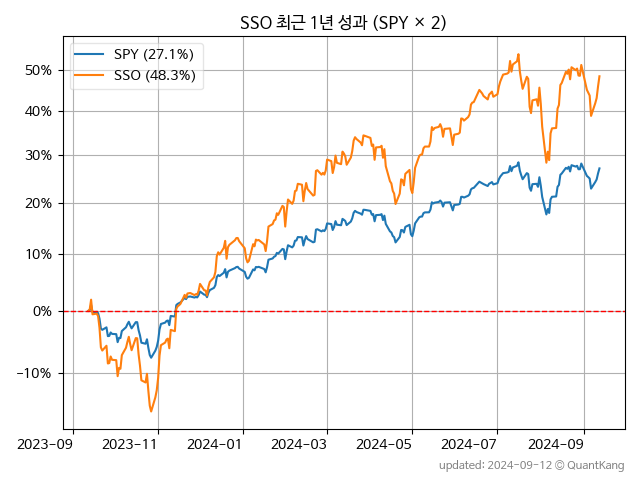 SSO 최근 1년 성과 (SPY × 2)
SPY (27.1%)
SSO (48.3%)
50%
40%
30%
20%
10%
0%
−10%
2023-09 2023-11 2024-01 2024-03 2024-05 2024-07 2024-09
updated: 2024-09-12 © QuantKang